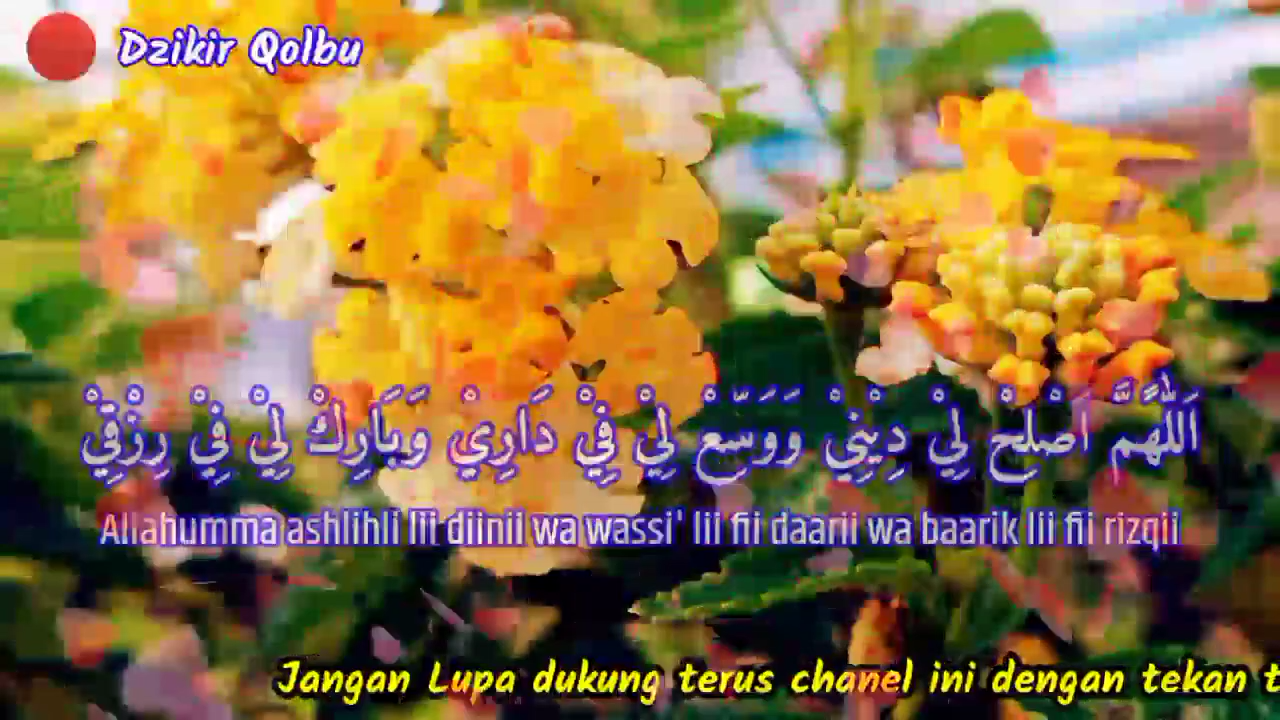 Dzikir Qolbu
اَللّٰهُمَّ اَصْلِحْ لِيْ دِيْنِيْ وَوَسِّعْ لِيْ فِيْ دَارِيْ وَبَارِكْ لِيْ فِيْ رِزْقِيْ
Allahumma ashlihli lii diinii wa wassi' lii fii daarii wa baarik lii fii rizqii
Jangan Lupa dukung terus chanel ini dengan tekan t